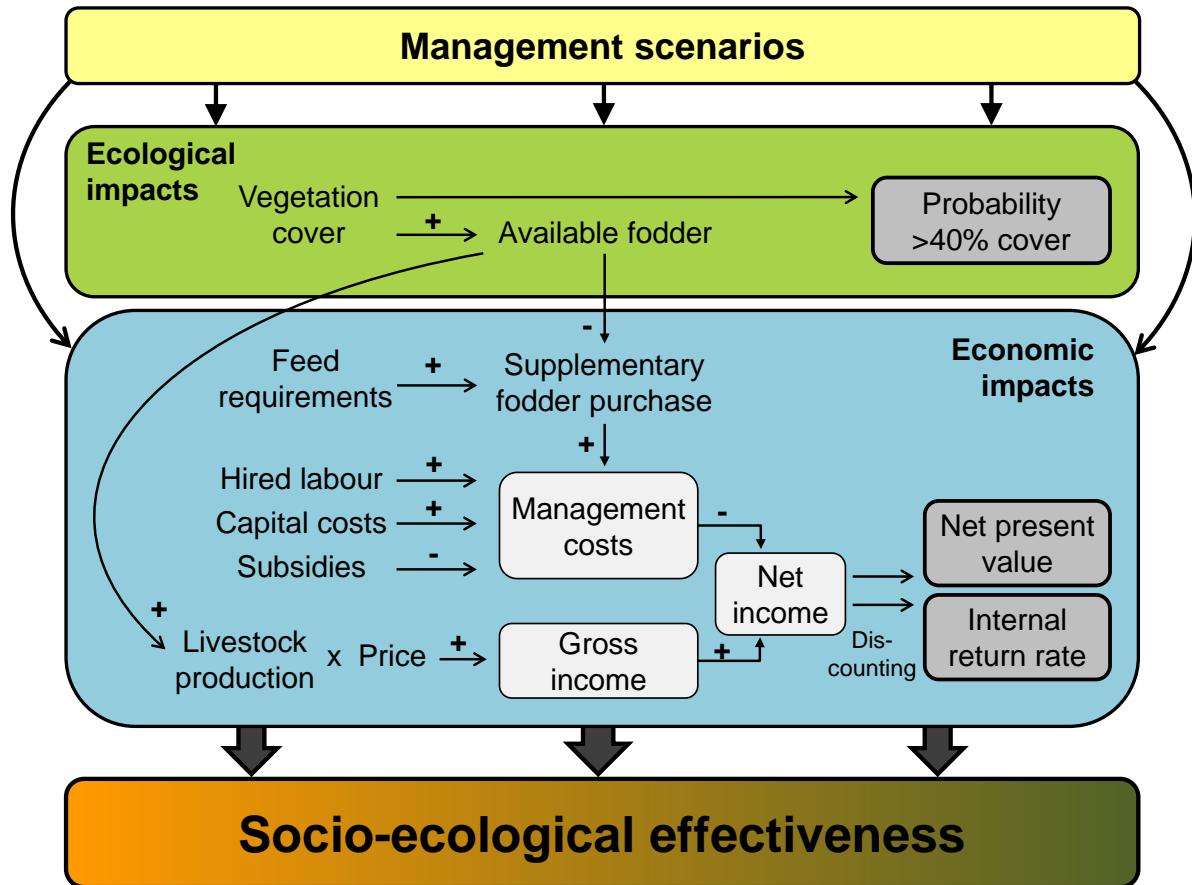 Management scenarios
Ecological
impacts
Vegetation
cover
+
Available fodder
Probability
>40% cover
-
Economic
impacts
Feed
requirements
+
Supplementary
fodder purchase
+
Hired labour
+
Capital costs
+
Subsidies
-
Management
costs
-
Net
income
Net present
value
Internal
return rate
Dis-
counting
+
Livestock
production
x
Price
+
Gross
income
+
Socio-ecological effectiveness